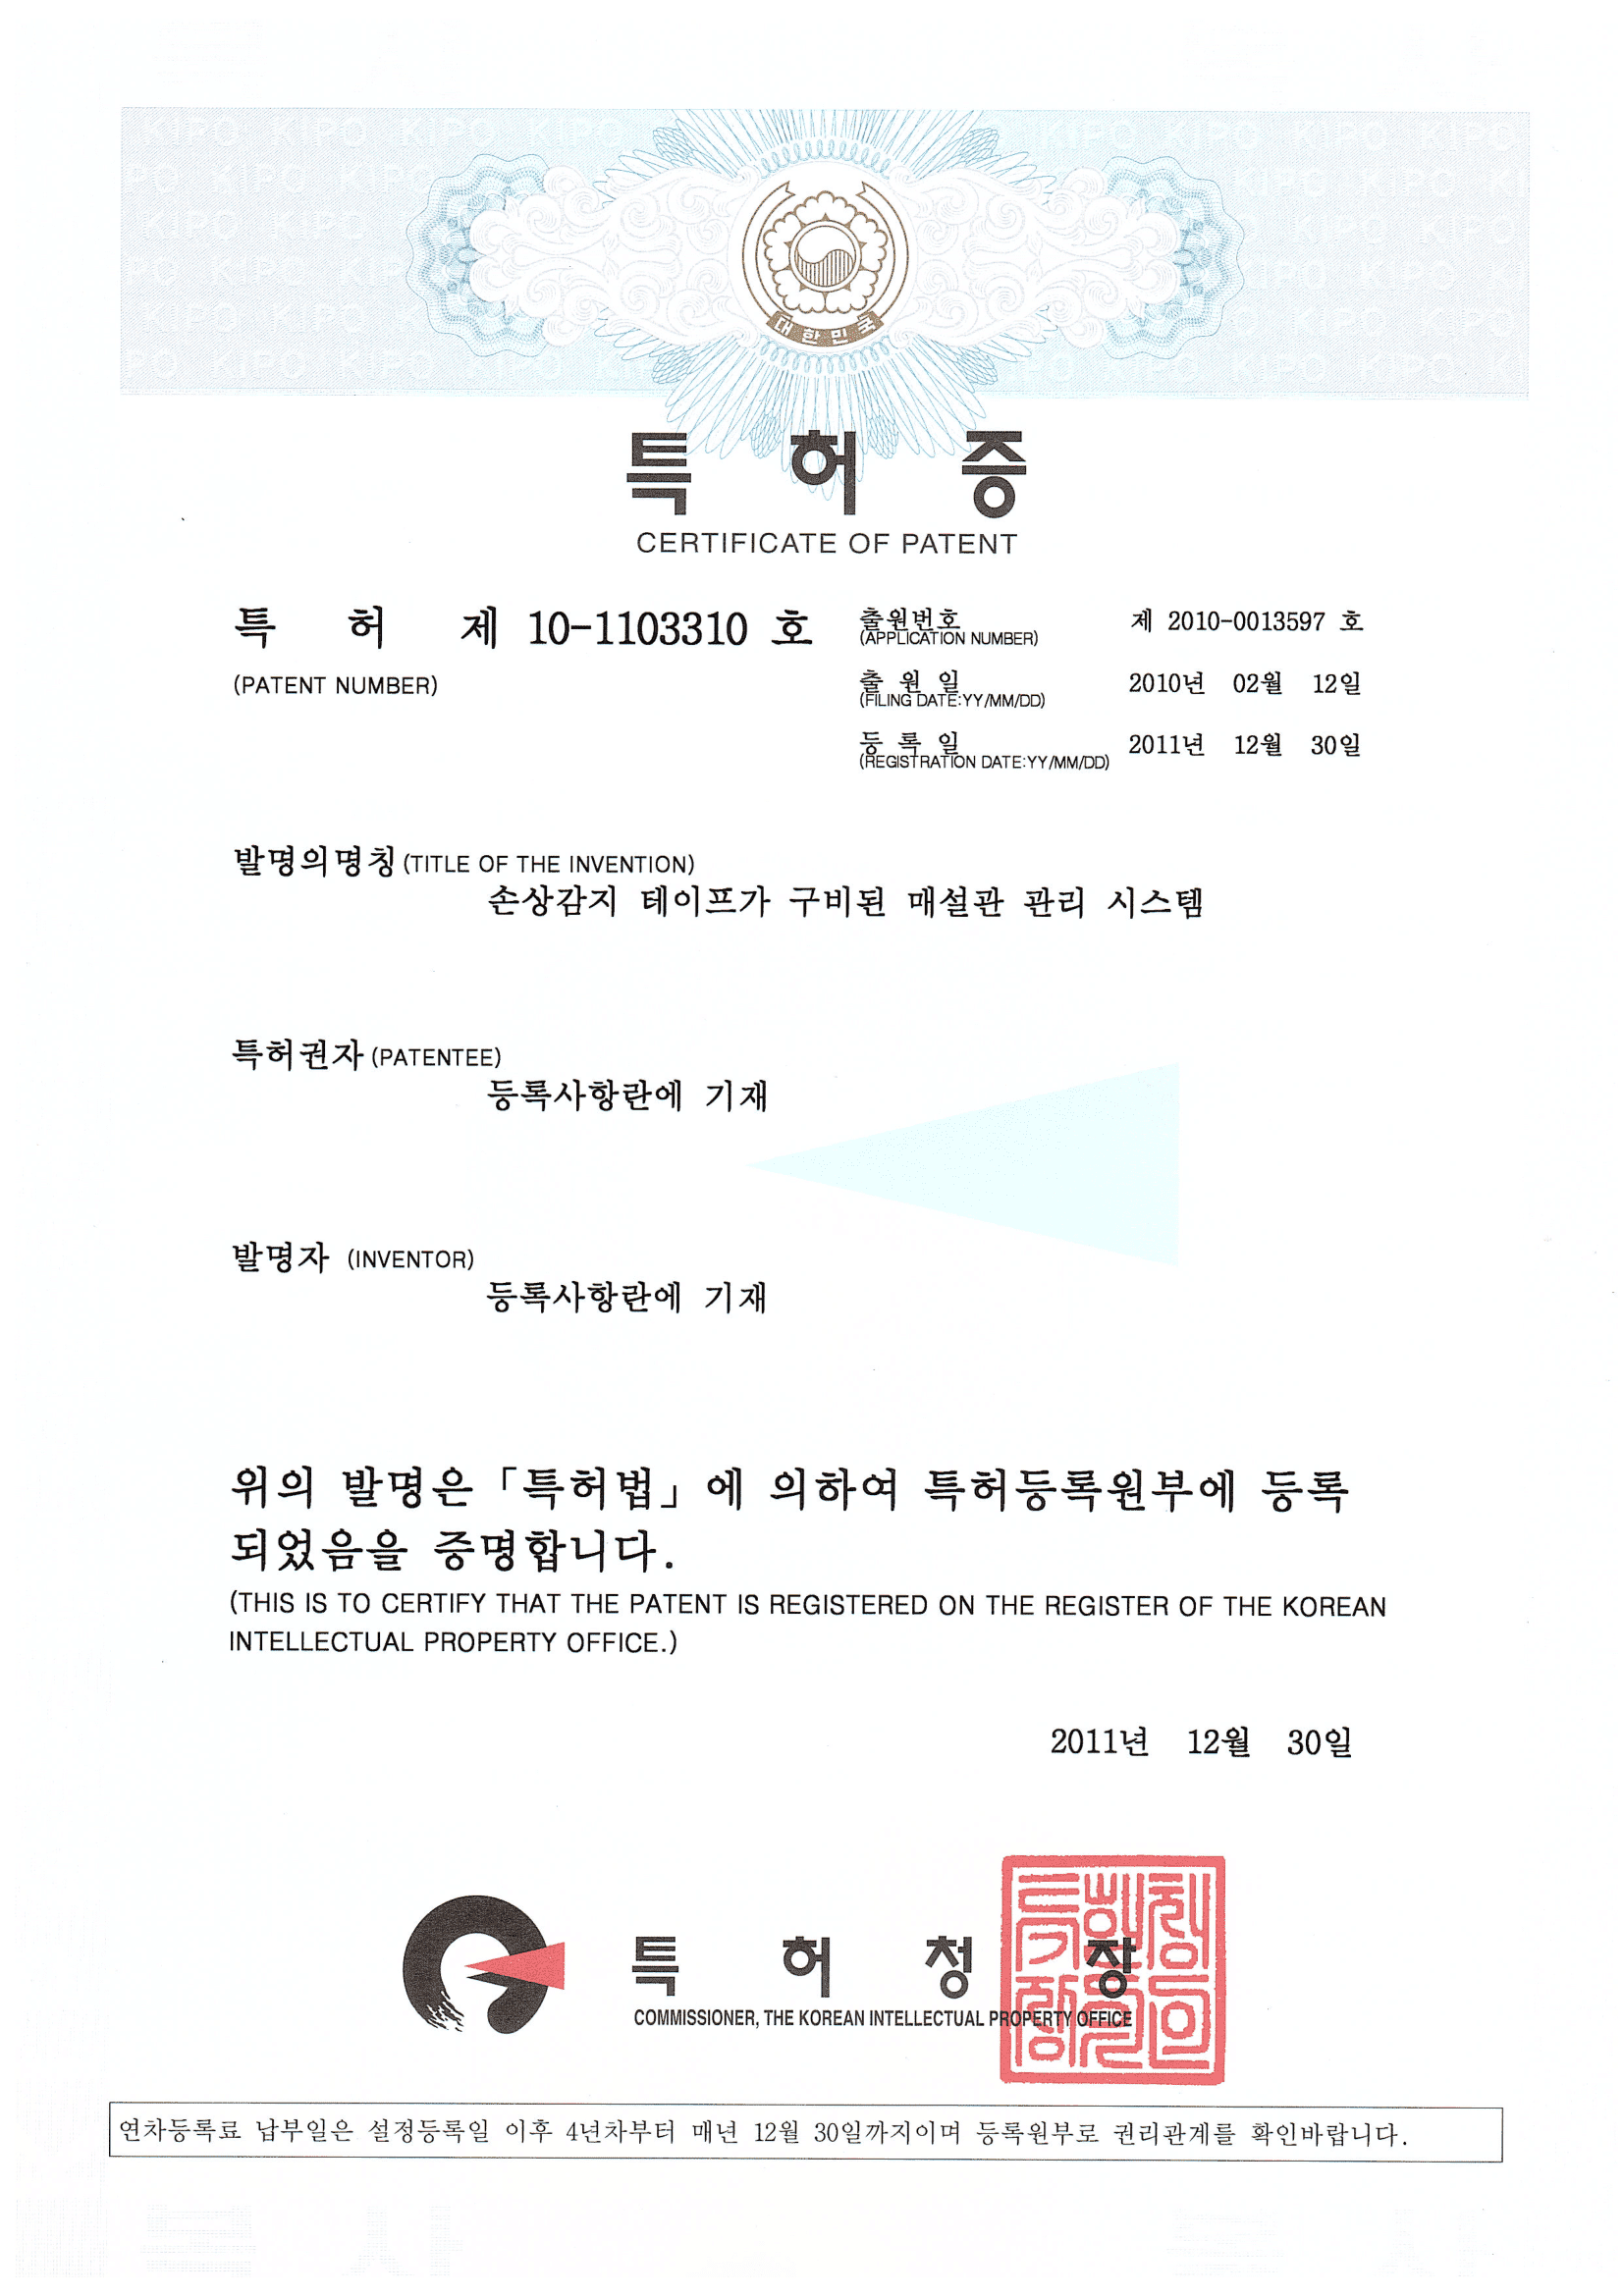 대한민국
특 허 증
CERTIFICATE OF PATENT
특 허 제 10-1103310 호
(PATENT NUMBER)
출원번호 제 2010-0013597 호
(APPLICATION NUMBER)
출 원 일 2010년 02월 12일
(FILING DATE:YY/MM/DD)
등 록 일 2011년 12월 30일
(REGISTRATION DATE:YY/MM/DD)
발명의명칭 (TITLE OF THE INVENTION)
손상감지 테이프가 구비된 매설관 관리 시스템
특허권자 (PATENTEE)
등록사항란에 기재
발명자 (INVENTOR)
등록사항란에 기재
위의 발명은 「특허법」에 의하여 특허등록원부에 등록
되었음을 증명합니다.
(THIS IS TO CERTIFY THAT THE PATENT IS REGISTERED ON THE REGISTER OF THE KOREAN
INTELLECTUAL PROPERTY OFFICE.)
2011년 12월 30일
특 허 청 장
COMMISSIONER, THE KOREAN INTELLECTUAL PROPERTY OFFICE
연차등록료 납부일은 설정등록일 이후 4년차부터 매년 12월 30일까지이며 등록원부로 권리관계를 확인바랍니다.